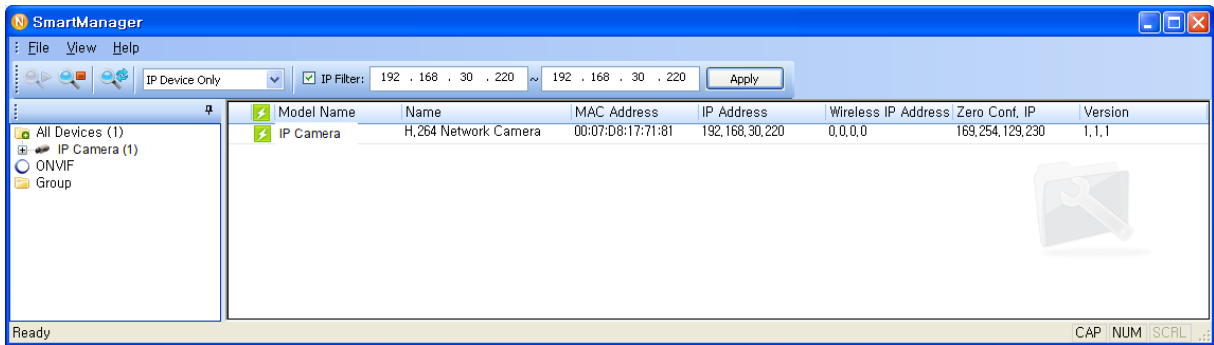 SmartManager
File View Help
IP Device Only IP Filter: 192 . 168 . 30 . 220 ~ 192 . 168 . 30 . 220 Apply
Model Name Name MAC Address IP Address Wireless IP Address Zero Conf, IP Version
All Devices (1)
IP Camera (1)
ONVIF
Group
IP Camera H,264 Network Camera 00:07:D8:17:71:81 192,168,30,220 0,0,0,0 169,254,129,230 1,1,1
Ready CAP NUM SCRL